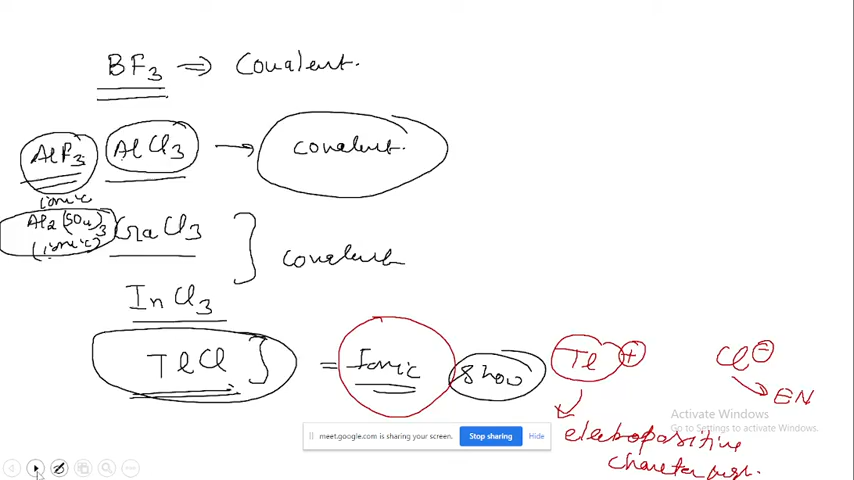 BF3 ⇒ Covalent.
AlF3 AlCl3 → covalent.
ionic
Al2(SO4)3 GaCl3
(ionic) covalent
InCl3
TlCl = Ionic show Tl+ Cl−
EN
electropositive
character high.
meet.google.com is sharing your screen. Stop sharing Hide
Activate Windows
Go to Settings to activate Windows.